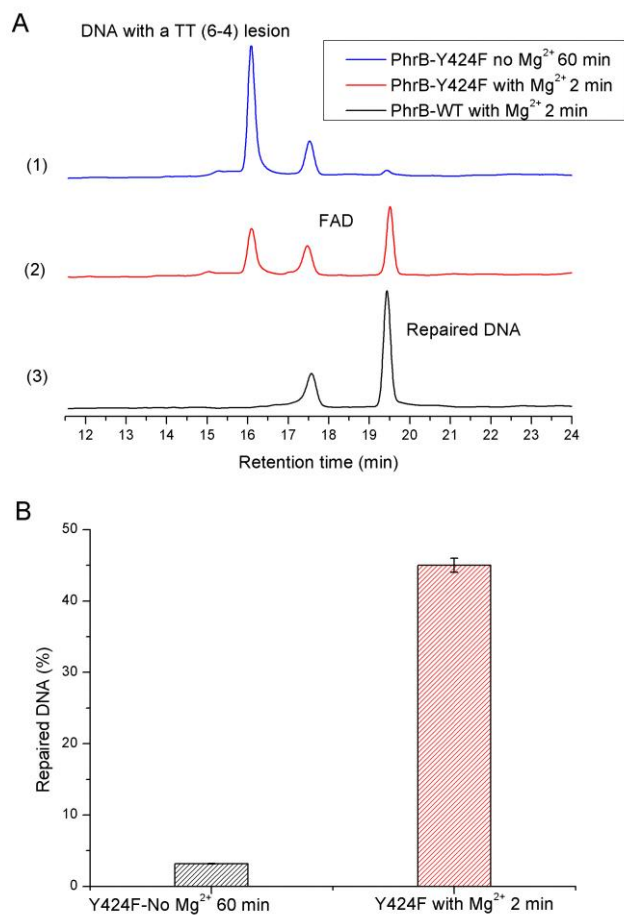 A
DNA with a TT (6-4) lesion
PhrB-Y424F no Mg²⁺ 60 min
PhrB-Y424F with Mg²⁺ 2 min
PhrB-WT with Mg²⁺ 2 min
(1)
(2)
FAD
(3)
Repaired DNA
12 13 14 15 16 17 18 19 20 21 22 23 24
Retention time (min)
B
50
40
30
20
10
0
Repaired DNA (%)
Y424F-No Mg²⁺ 60 min
Y424F with Mg²⁺ 2 min